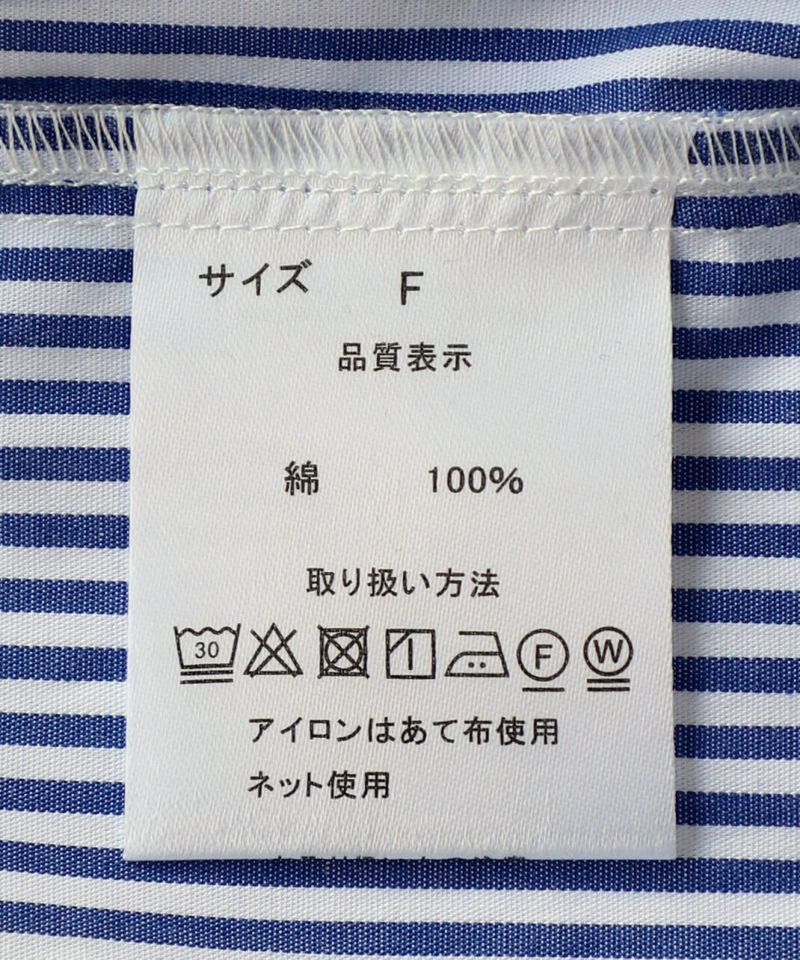 サイズ F
品質表示
綿 100%
取り扱い方法
30 F W
アイロンはあて布使用
ネット使用